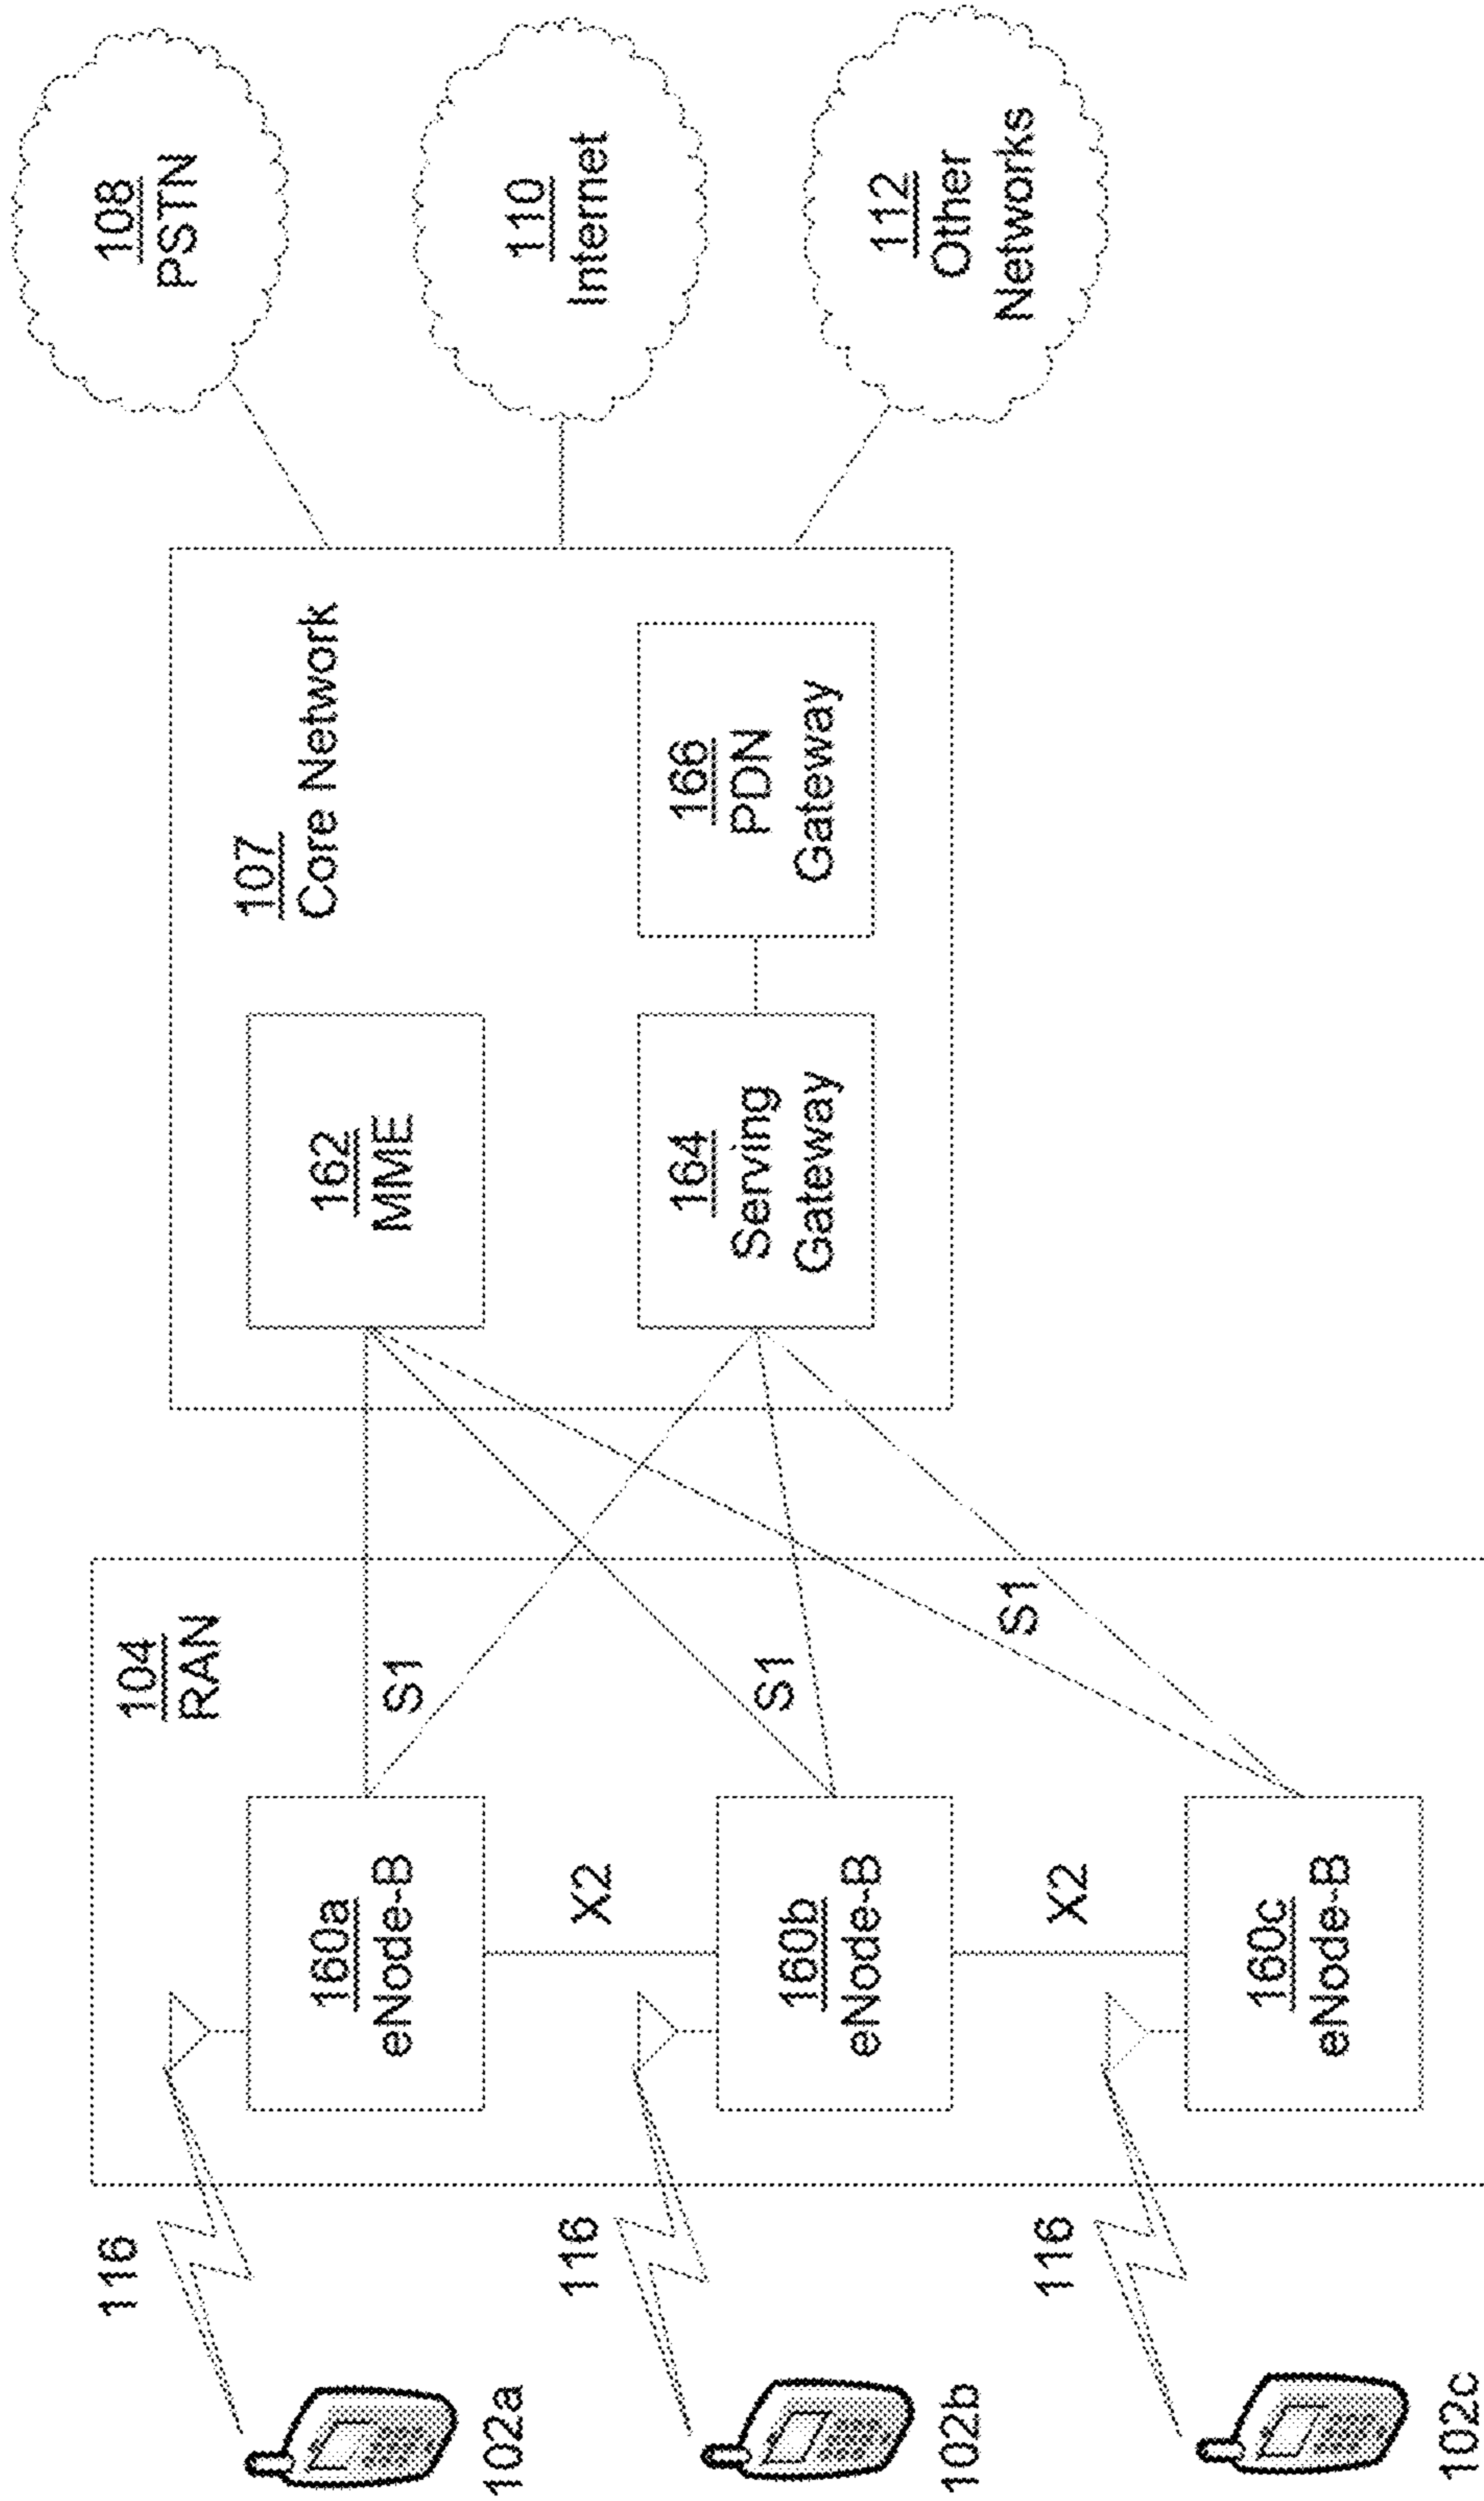 116
104
RAN
107
Core Network
108
PSTN
102a
160a
eNode-B
S1
162
MME
X2
110
Internet
116
102b
160b
eNode-B
S1
164
Serving
Gateway
166
PDN
Gateway
112
Other
Networks
S1
X2
116
102c
160c
eNode-B